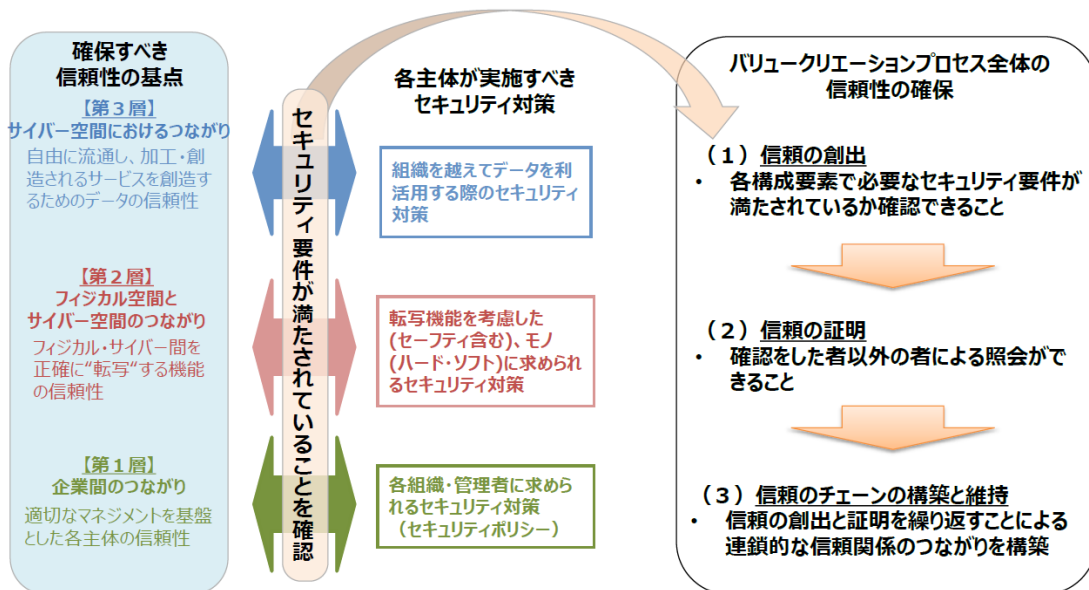 確保すべき
信頼性の基点
【第３層】
サイバー空間におけるつながり
自由に流通し、加工・創
造されるサービスを創造す
るためのデータの信頼性
【第２層】
フィジカル空間と
サイバー空間のつながり
フィジカル・サイバー間を
正確に“転写”する機能
の信頼性
【第１層】
企業間のつながり
適切なマネジメントを基盤
とした各主体の信頼性
セキュリティ要件が満たされていることを確認
各主体が実施すべき
セキュリティ対策
組織を越えてデータを利
活用する際のセキュリティ
対策
転写機能を考慮した
(セーフティ含む)、モノ
(ハード・ソフト)に求められ
るセキュリティ対策
各組織・管理者に求めら
れるセキュリティ対策
（セキュリティポリシー）
バリュークリエーションプロセス全体の
信頼性の確保
（１）信頼の創出
・ 各構成要素で必要なセキュリティ要件が
満たされているか確認できること
（２）信頼の証明
・ 確認をした者以外の者による照会がで
きること
（３）信頼のチェーンの構築と維持
・ 信頼の創出と証明を繰り返すことによる
連鎖的な信頼関係のつながりを構築